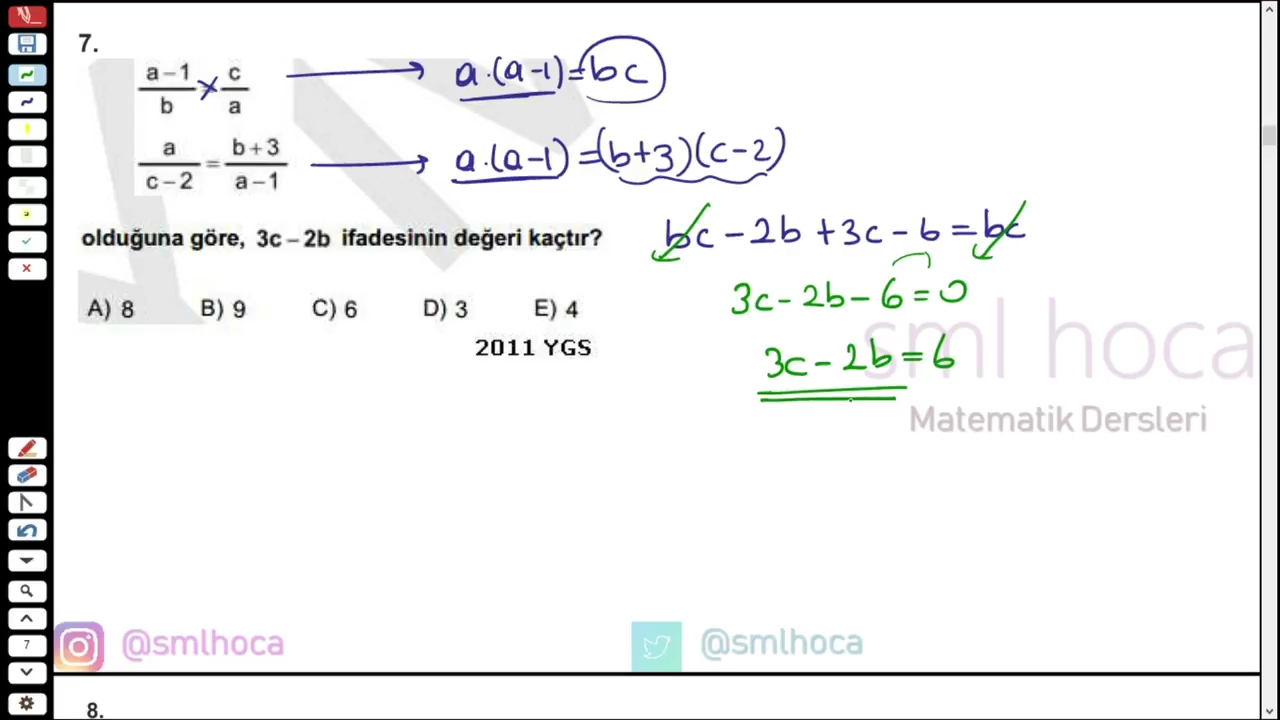 7.
a−1/b = c/a → a.(a-1)=bc
a/c−2 = b+3/a−1 → a.(a-1)=(b+3)(c-2)
bc-2b+3c-6=bc
olduğuna göre, 3c−2b ifadesinin değeri kaçtır?
3c-2b-6=0
A) 8 B) 9 C) 6 D) 3 E) 4
2011 YGS
3c-2b=6
sml hoca
Matematik Dersleri
7
@smlhoca @smlhoca
8.